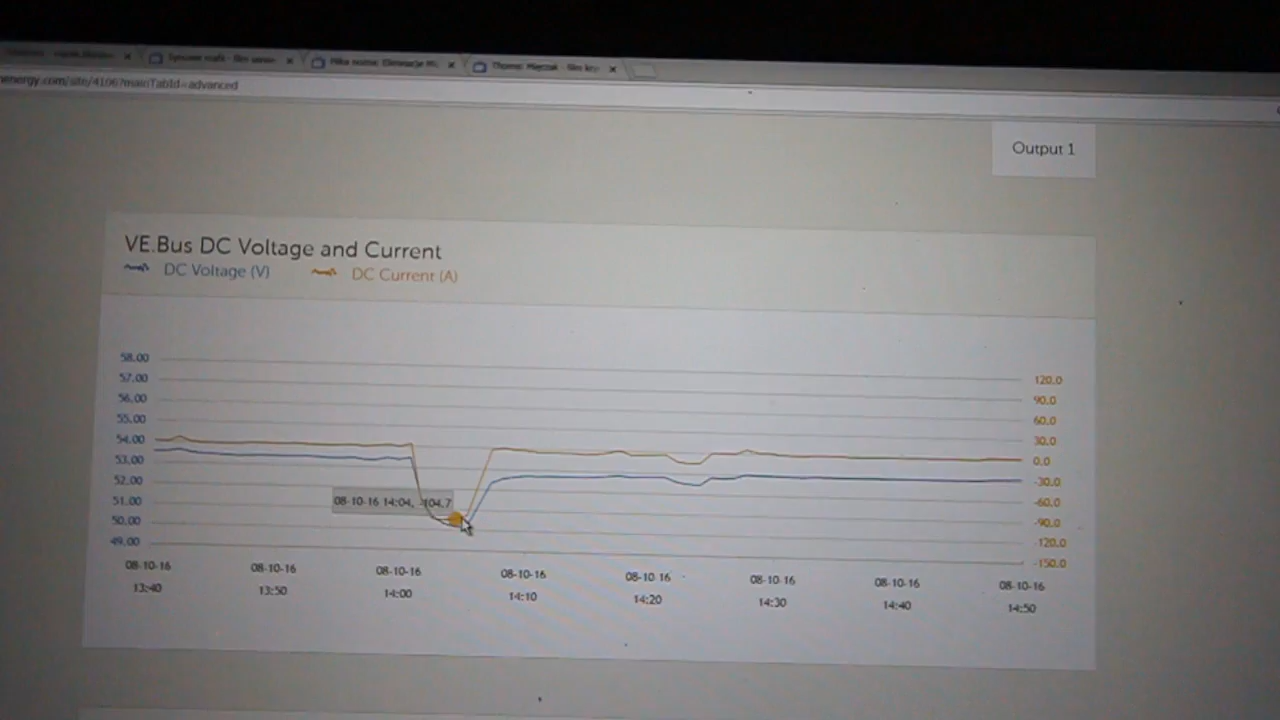 energy.com/site/4106?mainTabId=advanced
Output 1
VE.Bus DC Voltage and Current
DC Voltage (V) DC Current (A)
58.00
57.00 120.0
56.00 90.0
55.00 60.0
54.00 30.0
53.00 0.0
52.00 -30.0
51.00 -60.0
50.00 -90.0
49.00 -120.0
-150.0
08-10-16 14:04, -104.7
08-10-16 08-10-16 08-10-16 08-10-16 08-10-16 08-10-16 08-10-16 08-10-16
13:40 13:50 14:00 14:10 14:20 14:30 14:40 14:50